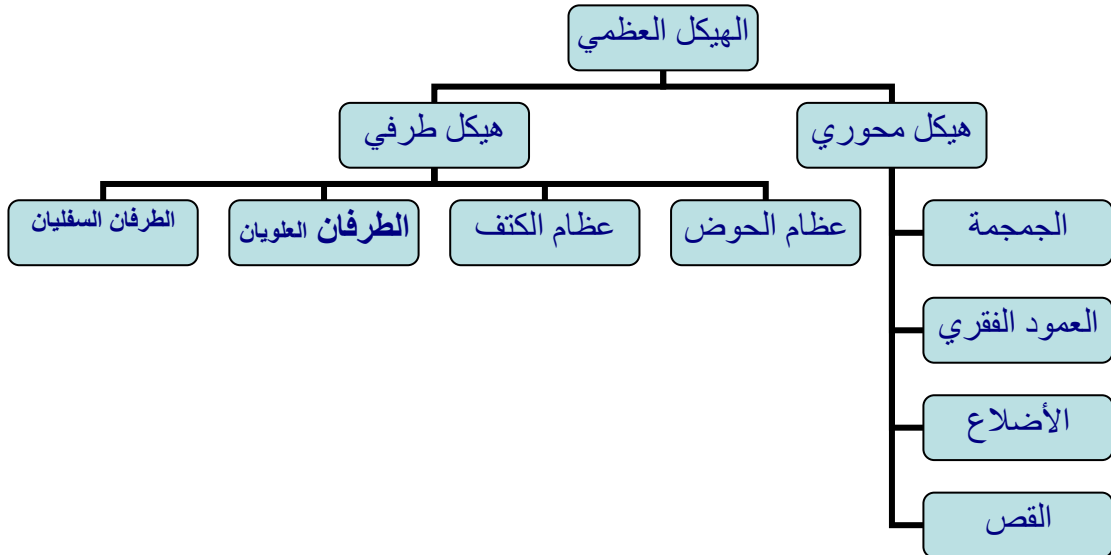 الهيكل العظمي
هيكل محوري
هيكل طرفي
الجمجمة
العمود الفقري
الأضلاع
القص
عظام الحوض
عظام الكتف
الطرفان العلويان
الطرفان السفليان